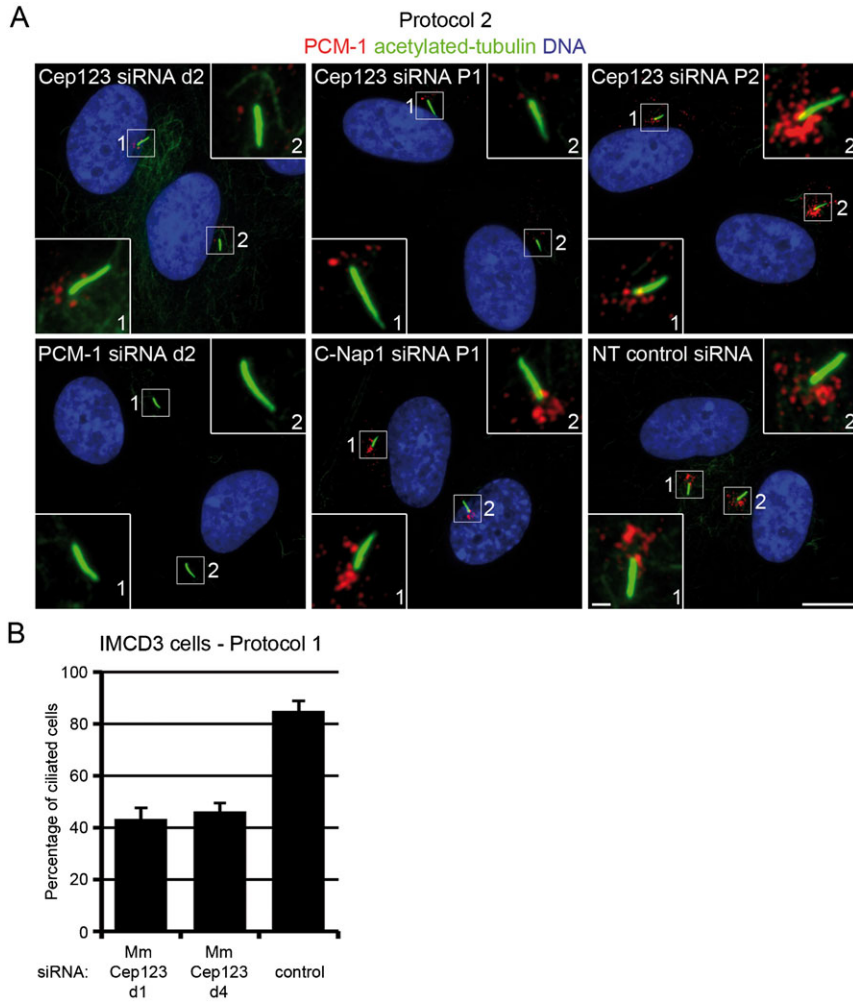 A
Protocol 2
PCM-1 acetylated-tubulin DNA
Cep123 siRNA d2
1
2
2
1
Cep123 siRNA P1
1
2
2
1
Cep123 siRNA P2
1
2
2
1
PCM-1 siRNA d2
1
2
2
1
C-Nap1 siRNA P1
1
2
2
1
NT control siRNA
1
2
2
1
B
IMCD3 cells - Protocol 1
Percentage of ciliated cells
100
80
60
40
20
0
siRNA:
Mm
Cep123
d1
Mm
Cep123
d4
control